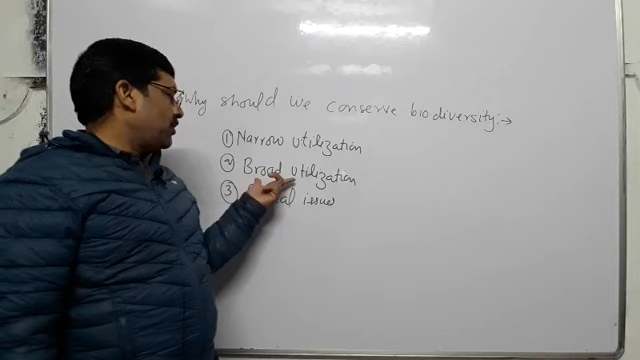 Why should we conserve biodiversity:→
① Narrow utilization
② Broad utilization
③ issues